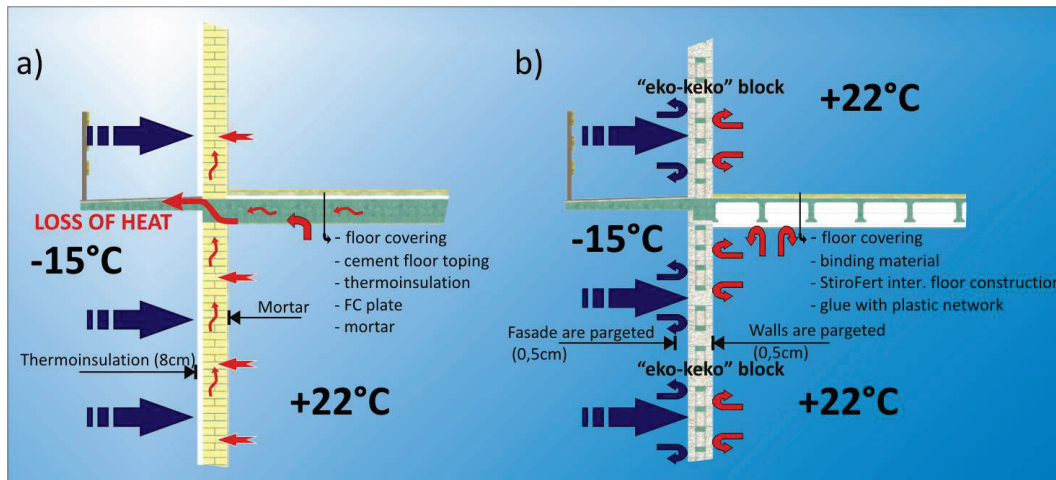 a)
LOSS OF HEAT
-15°C
- floor covering
- cement floor toping
- thermoinsulation
- FC plate
- mortar
Mortar
Thermoinsulation (8cm)
+22°C
b)
"eko-keko" block
+22°C
-15°C
- floor covering
- binding material
- StiroFert inter. floor construction
- glue with plastic network
Fasade are pargeted
(0,5cm)
Walls are pargeted
(0,5cm)
"eko-keko" block
+22°C